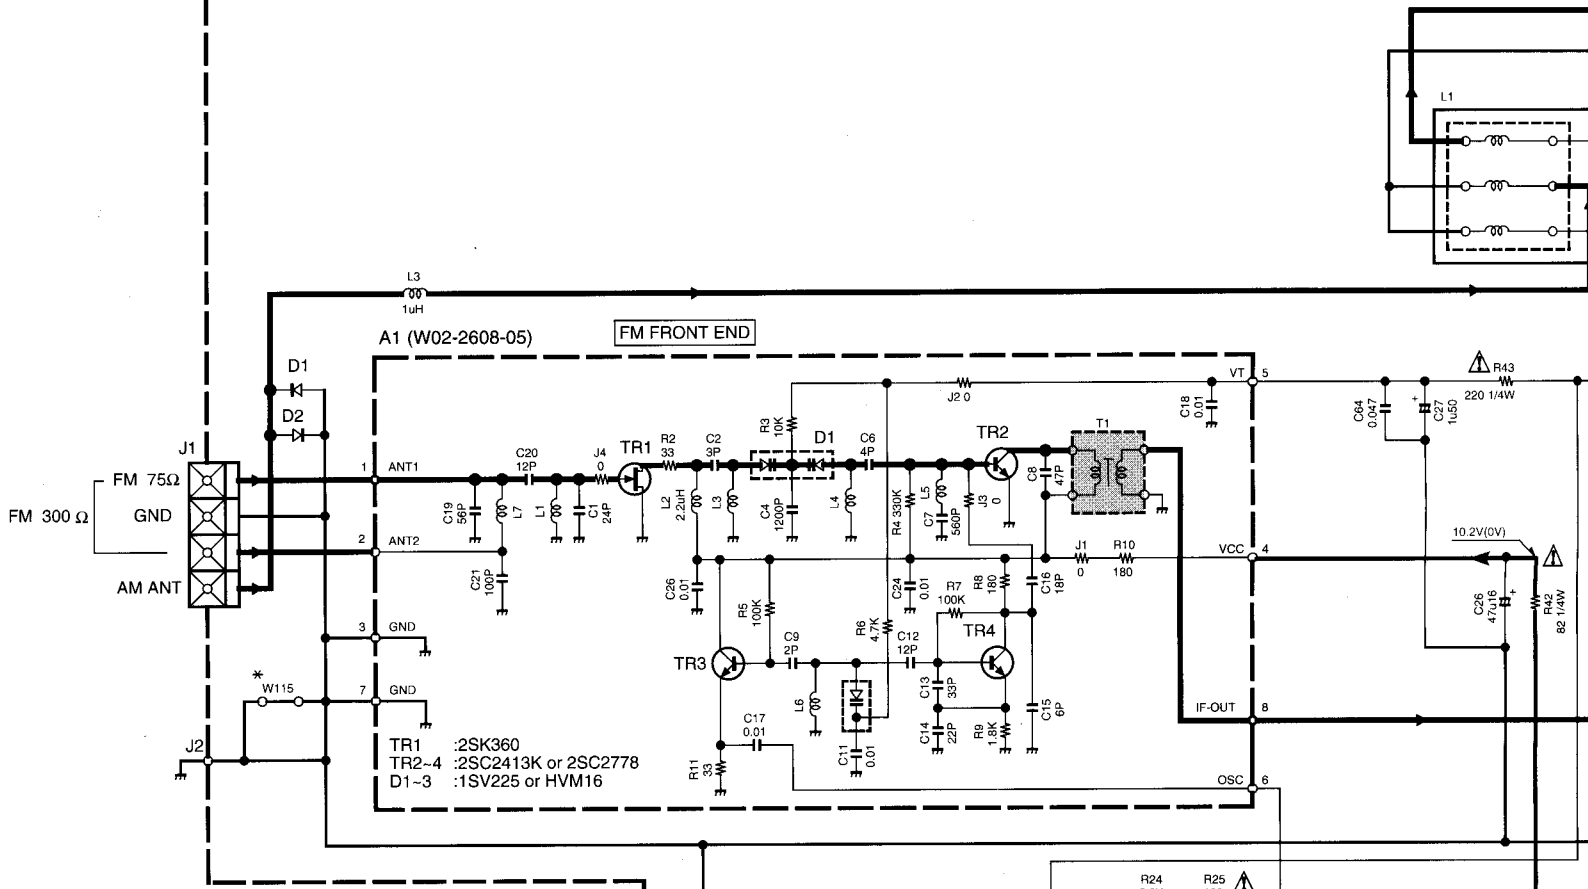 L1
L3
1uH
A1 (W02-2608-05)
FM FRONT END
D1
D2
VT 5
R43
220 1/4W
J2 0
C18
0.01
C64
0.047
+
C27
1u50
J1
FM 75Ω
GND
FM 300 Ω
AM ANT
1 ANT1
2 ANT2
C19
56P
L7
C20
12P
L1
C1
24P
J4
0
TR1
R2
33
C2
3P
L2
2.2uH
L3
R3
10K
D1
C4
1200P
C6
4P
L4
R4 330K
L5
C7
560P
TR2
J3
0
C8
47P
T1
C21
100P
C26
0.01
R5
100K
C24
0.01
R6
4.7K
R7
100K
R8
180
C16
18P
J1
0
R10
180
VCC 4
10.2V(0V)
C26
47u16
+
R42
82 1/4W
3 GND
7 GND
*
W115
J2
TR3
C9
2P
L6
C12
12P
TR4
C13
33P
C14
22P
R9
1.8K
C15
6P
C17
0.01
R11
33
C11
0.01
IF-OUT 8
OSC 6
TR1 :2SK360
TR2~4 :2SC2413K or 2SC2778
D1~3 :1SV225 or HVM16
R24
R25